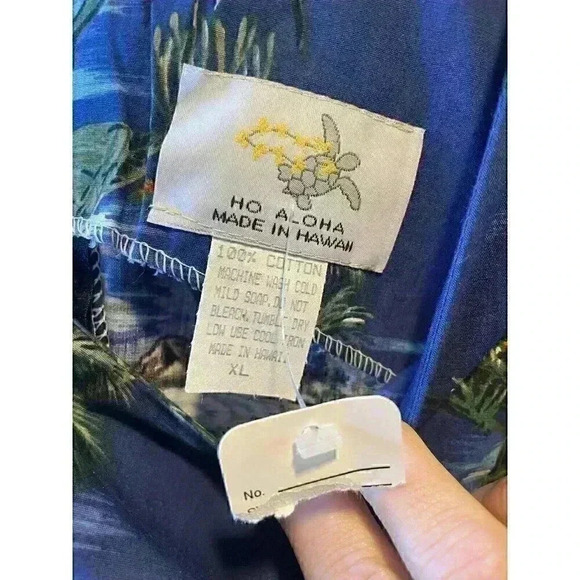 HO ALOHA
MADE IN HAWAII
100% COTTON
MACHINE WASH COLD
MILD SOAP, DO NOT
BLEACH, TUMBLE DRY
LOW USE COOL IRON
MADE IN HAWAII
XL
No.